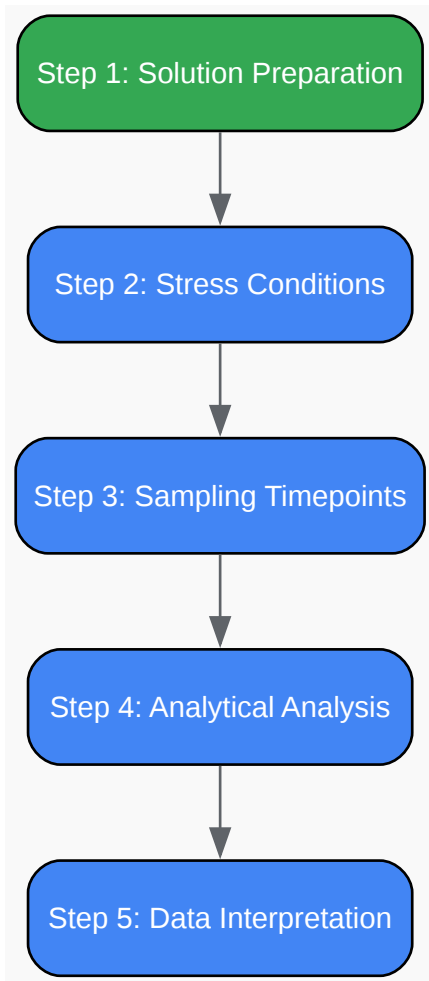 Step 1: Solution Preparation
Step 2: Stress Conditions
Step 3: Sampling Timepoints
Step 4: Analytical Analysis
Step 5: Data Interpretation